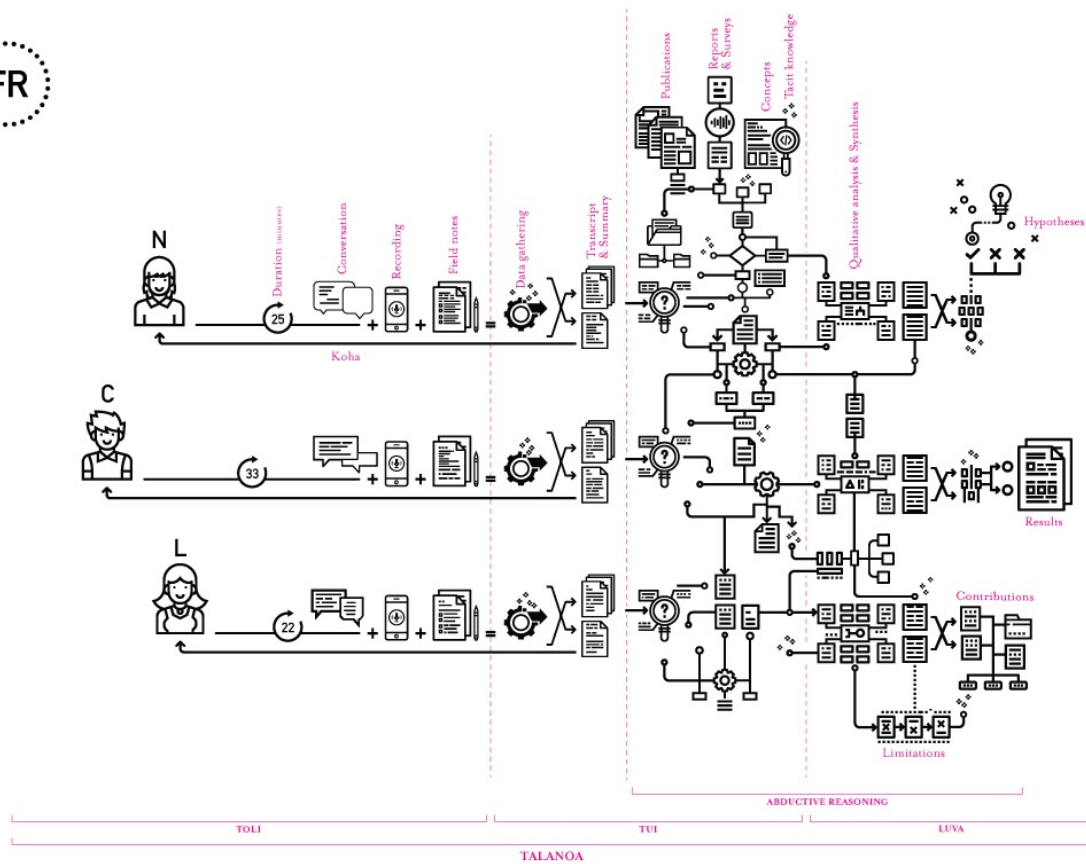 FR
Publications
Reports
& Surveys
Concepts
Tacit knowledge
Qualitative analysis & Synthesis
Hypotheses
N
Duration (minutes)
Conversation
Recording
Field notes
Data gathering
Transcript
& Summary
25
+
+
=
?
Koha
C
33
+
+
=
?
Results
L
22
+
+
=
?
Contributions
Limitations
ABDUCTIVE REASONING
TOLI
TUI
LUVA
TALANOA